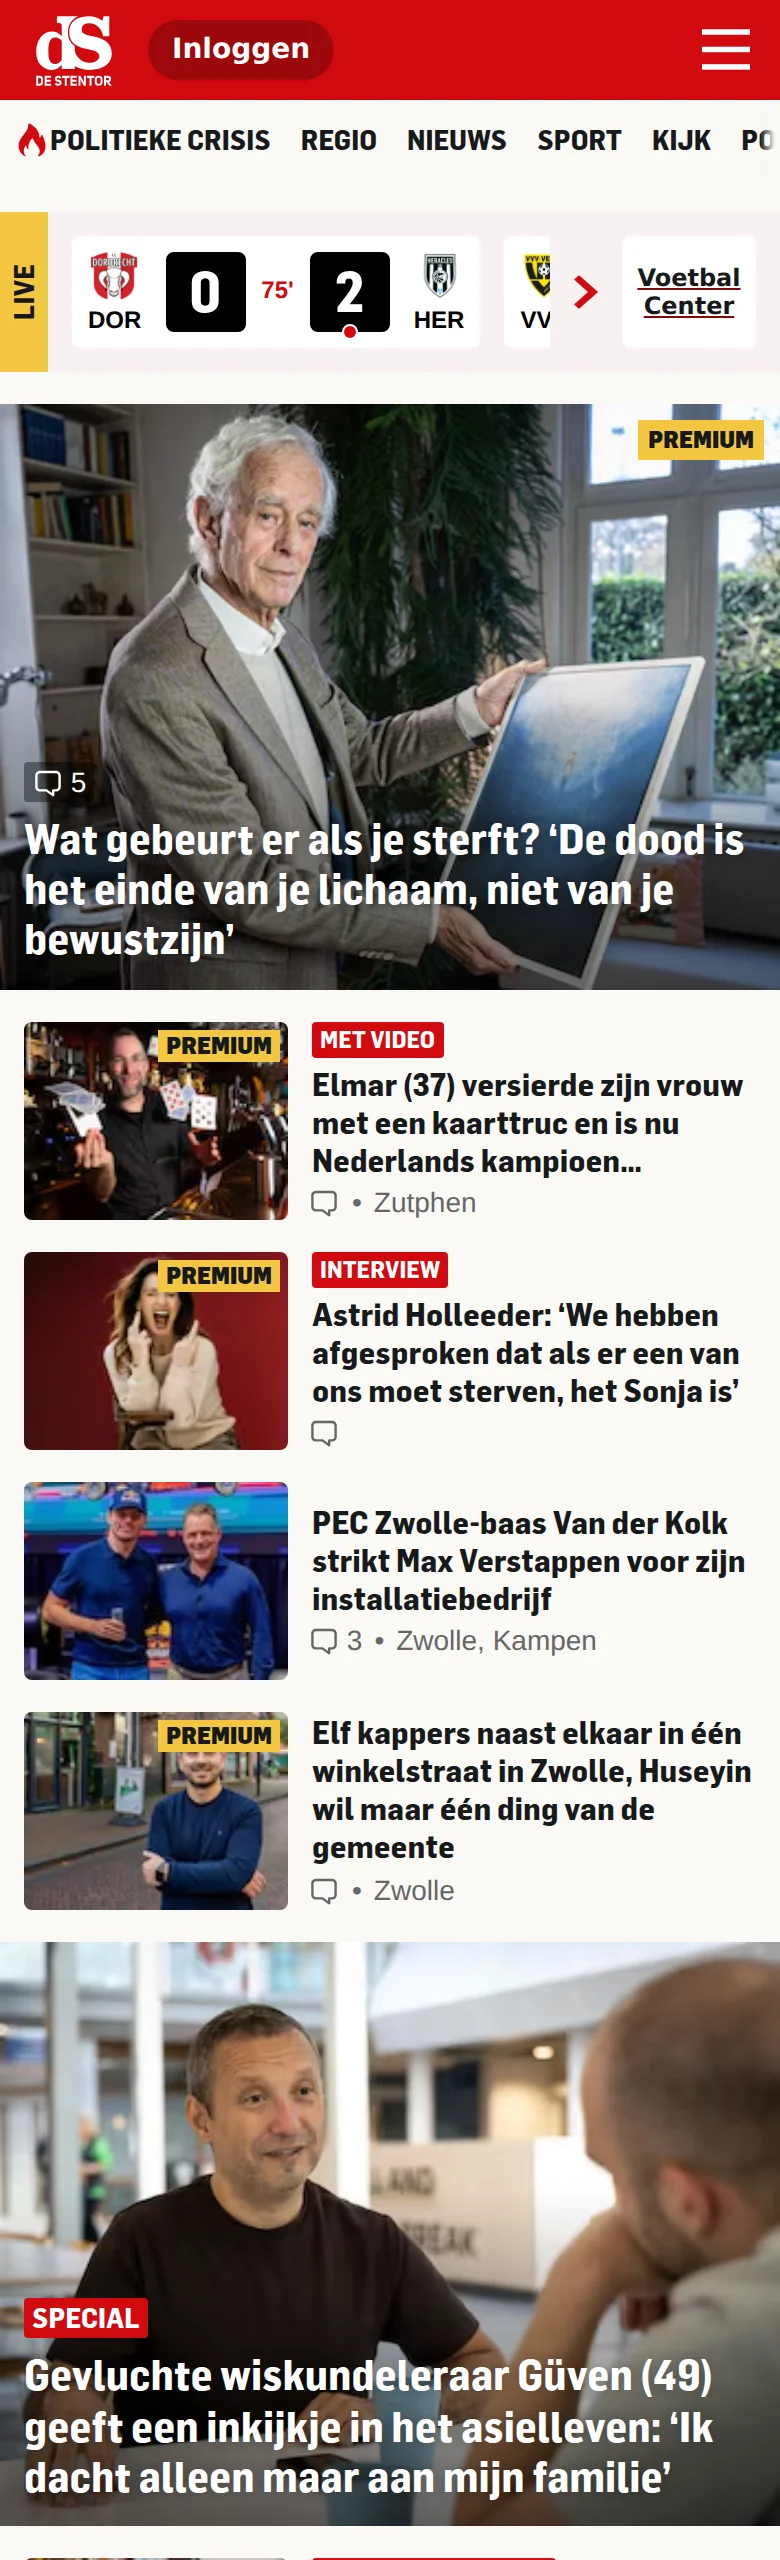 dS
DE STENTOR
Inloggen
POLITIEKE CRISIS REGIO NIEUWS SPORT KIJK PO
LIVE
DORDRECHT
DOR
0
75'
2
HERACLES
HER
VVV-VE
VV
Voetbal
Center
PREMIUM
5
Wat gebeurt er als je sterft? ‘De dood is
het einde van je lichaam, niet van je
bewustzijn’
PREMIUM
MET VIDEO
Elmar (37) versierde zijn vrouw
met een kaarttruc en is nu
Nederlands kampioen...
• Zutphen
PREMIUM
INTERVIEW
Astrid Holleeder: ‘We hebben
afgesproken dat als er een van
ons moet sterven, het Sonja is’
PEC Zwolle-baas Van der Kolk
strikt Max Verstappen voor zijn
installatiebedrijf
3 • Zwolle, Kampen
PREMIUM
Elf kappers naast elkaar in één
winkelstraat in Zwolle, Huseyin
wil maar één ding van de
gemeente
• Zwolle
SPECIAL
Gevluchte wiskundeleraar Güven (49)
geeft een inkijkje in het asielleven: ‘Ik
dacht alleen maar aan mijn familie’